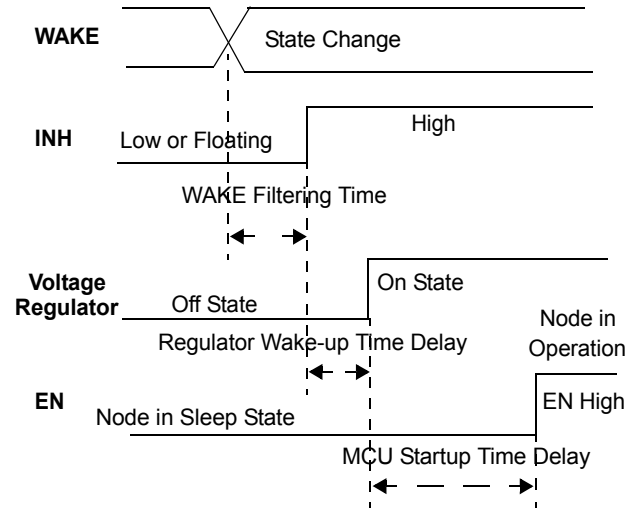 WAKE
State Change
INH
Low or Floating
High
WAKE Filtering Time
Voltage
Regulator
Off State
On State
Regulator Wake-up Time Delay
Node in
Operation
EN
Node in Sleep State
EN High
MCU Startup Time Delay